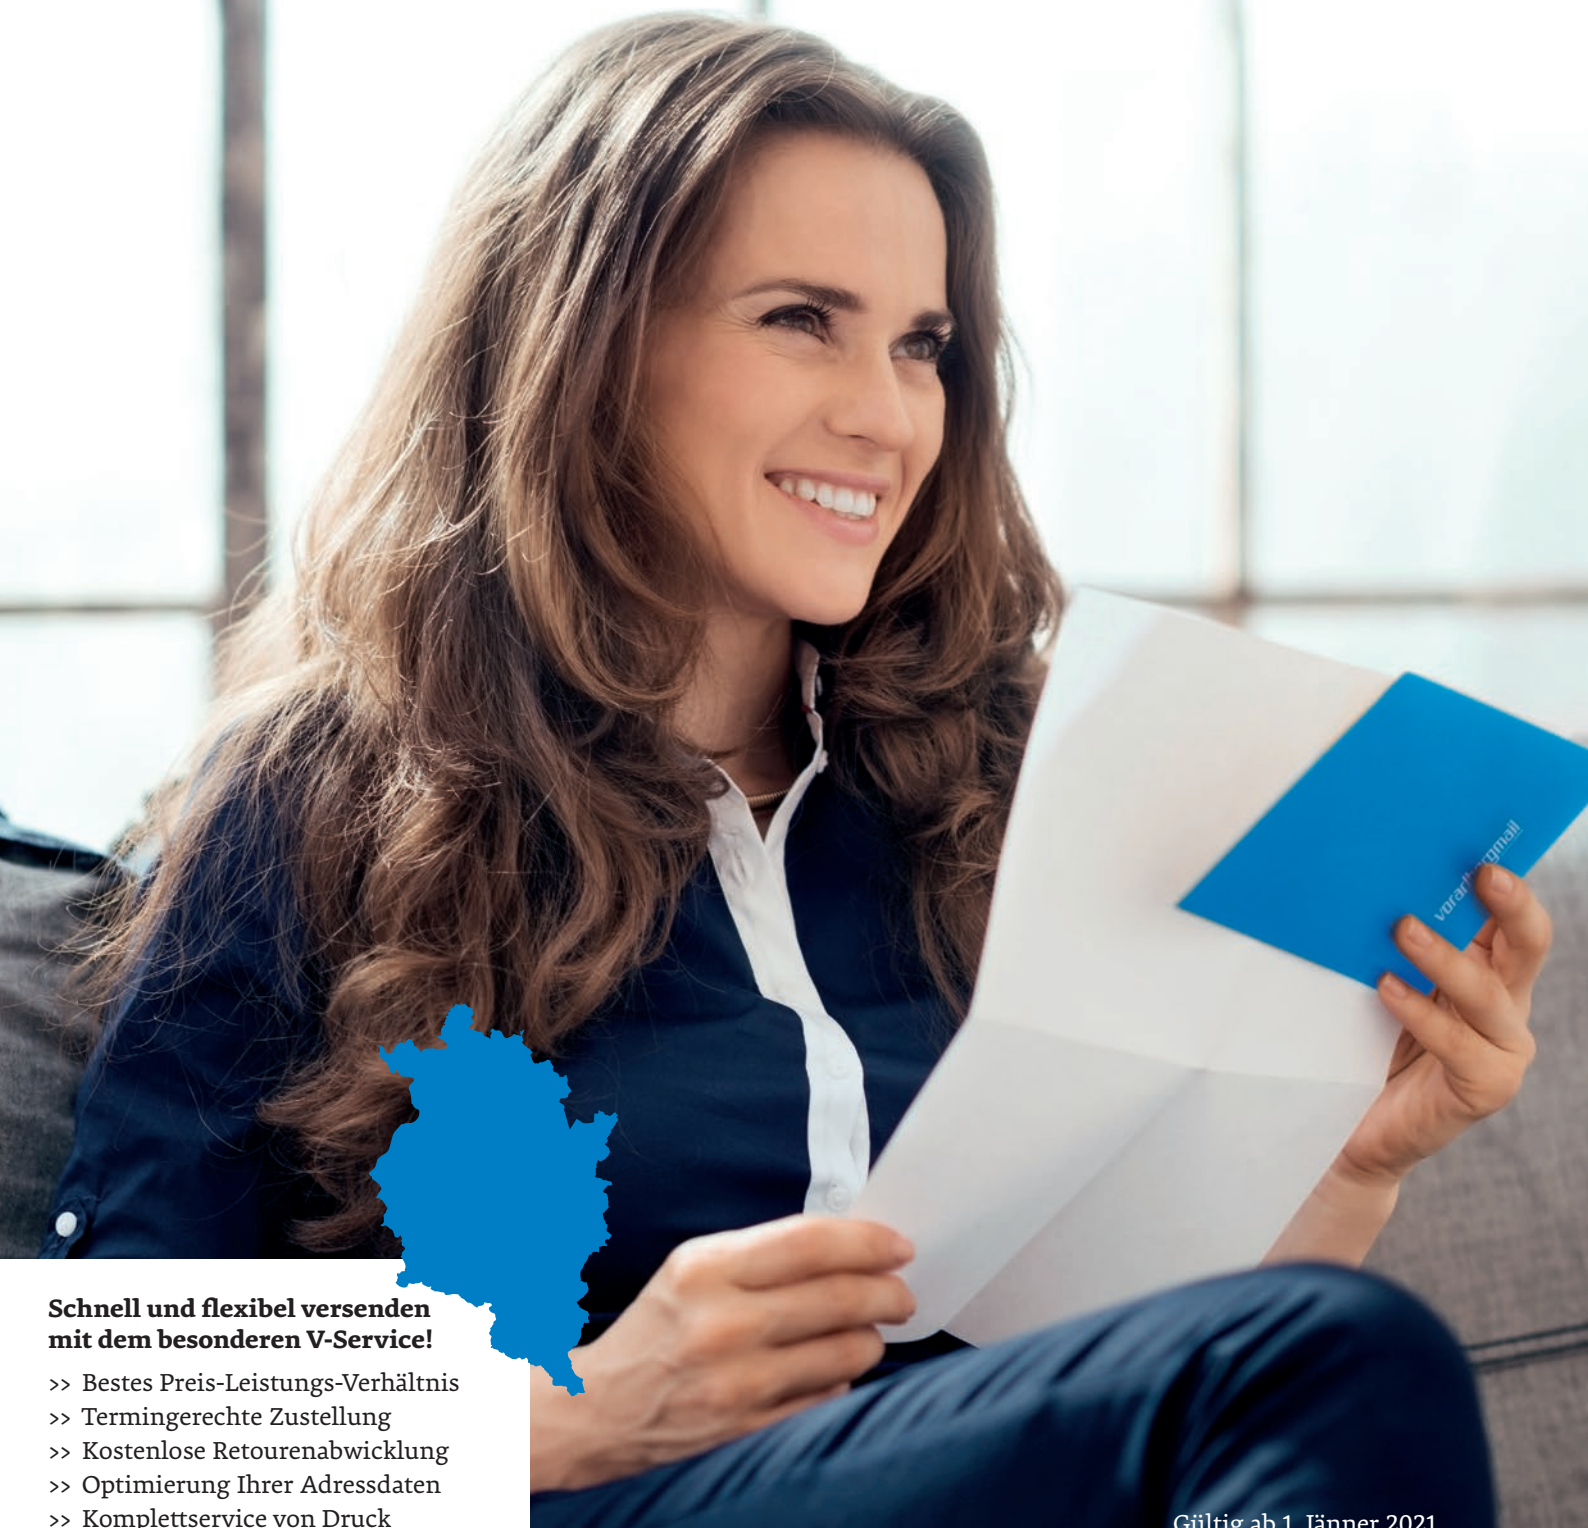 Schnell und flexibel versenden
mit dem besonderen V-Service!
>> Bestes Preis-Leistungs-Verhältnis
>> Termingerechte Zustellung
>> Kostenlose Retourenabwicklung
>> Optimierung Ihrer Adressdaten
>> Komplettservice von Druck
Gültig ab 1. Jänner 2021